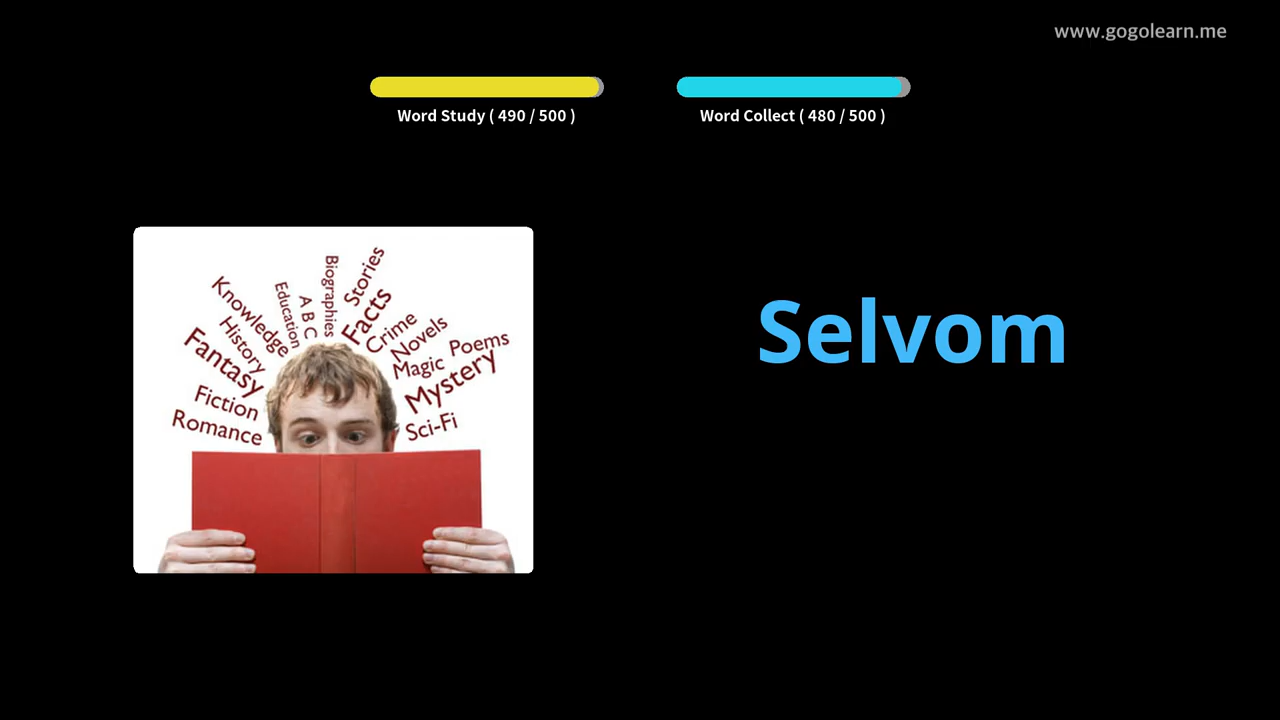 www.gogolearn.me
Word Study ( 490 / 500 )
Word Collect ( 480 / 500 )
Selvom
Biographies
Stories
Education
A B C
Facts
Knowledge
Crime
History
Novels
Fantasy
Magic
Poems
Mystery
Fiction
Romance
Sci-Fi